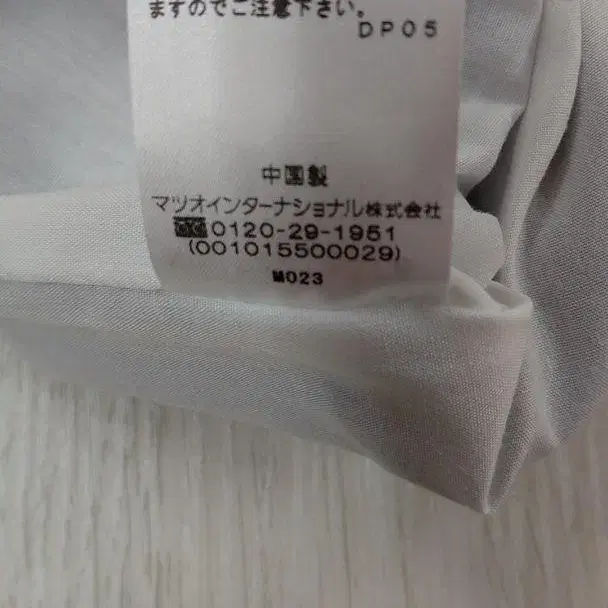 ますのでご注意下さい。
DP05
中国製
マツオインターナショナル株式会社
0120-29-1951
(001015500029)
M023